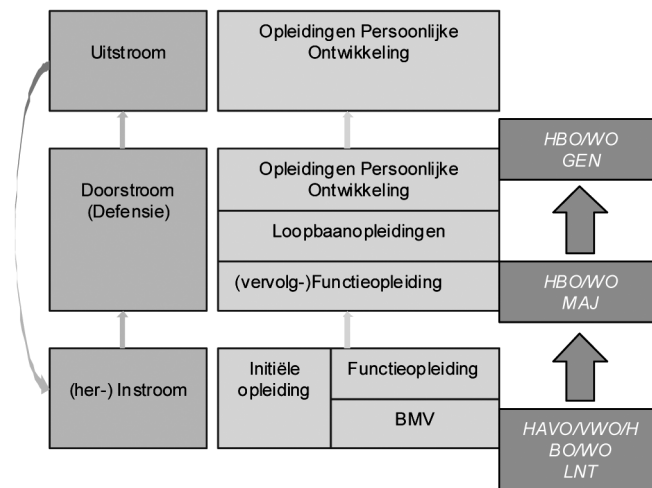 Uitstroom
Opleidingen Persoonlijke
Ontwikkeling
HBO/WO
GEN
Doorstroom
(Defensie)
Opleidingen Persoonlijke
Ontwikkeling
Loopbaanopleidingen
(vervolg-)Functieopleiding
HBO/WO
MAJ
(her-) Instroom
Initiële
opleiding
Functieopleiding
BMV
HAVO/VWO/H
BO/WO
LNT